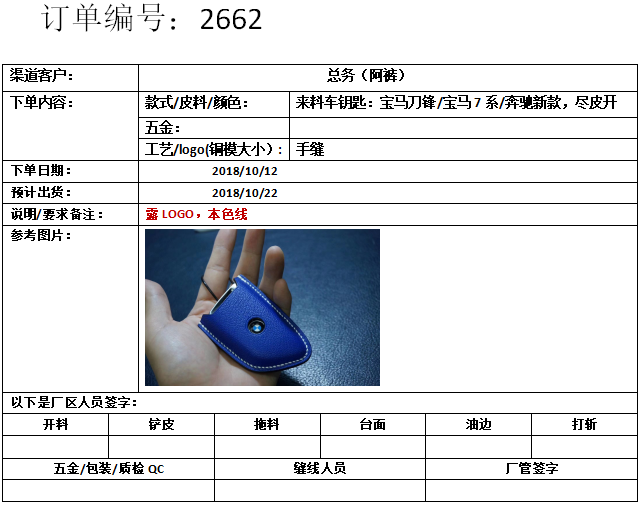 订单编号：2662
渠道客户： 总务（阿裤）
下单内容： 款式/皮料/颜色： 来料车钥匙：宝马刀锋/宝马7系/奔驰新款，尽皮开
五金：
工艺/logo(铜模大小）: 手缝
下单日期： 2018/10/12
预计出货： 2018/10/22
说明/要求备注： 露LOGO，本色线
参考图片：
以下是厂区人员签字：
开料 铲皮 拖料 台面 油边 打斩
五金/包装/质检QC 缝线人员 厂管签字